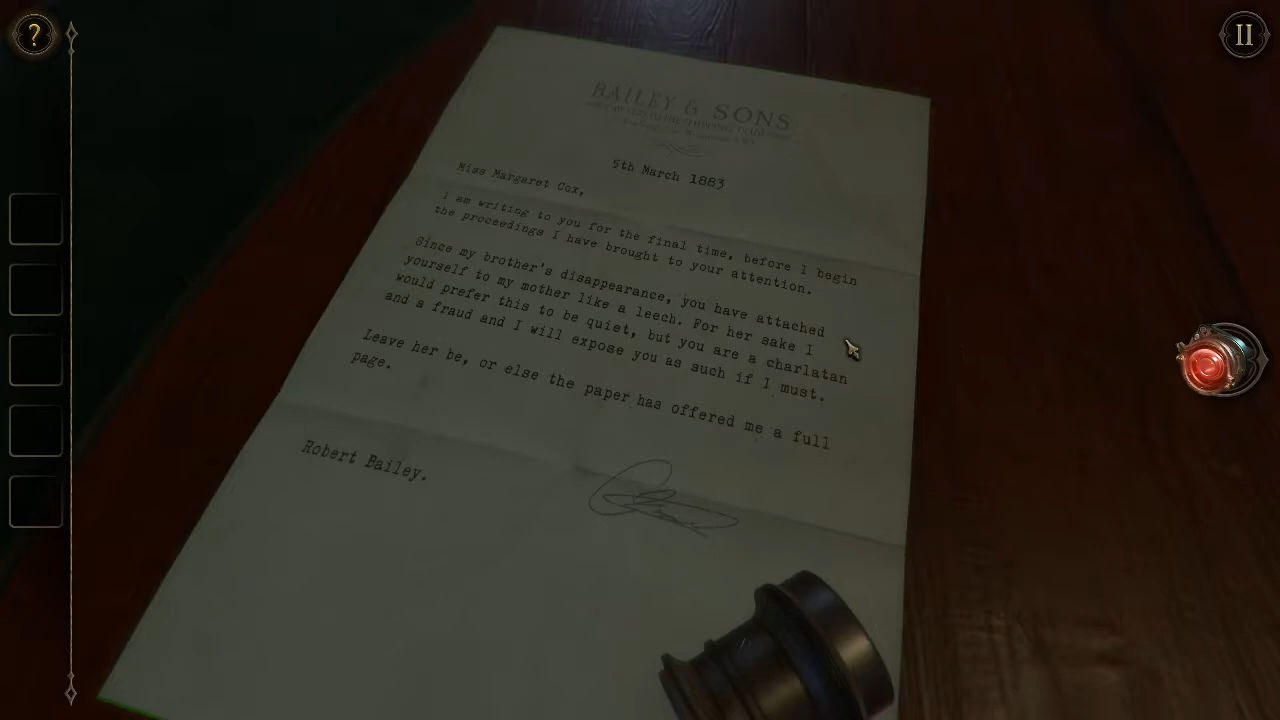 ?
BAILEY & SONS
5th March 1883
Miss Margaret Cox,
I am writing to you for the final time, before I begin
the proceedings I have brought to your attention.
Since my brother's disappearance, you have attached
yourself to my mother like a leech. For her sake I
would prefer this to be quiet, but you are a charlatan
and a fraud and I will expose you as such if I must.
Leave her be, or else the paper has offered me a full
page.
Robert Bailey.